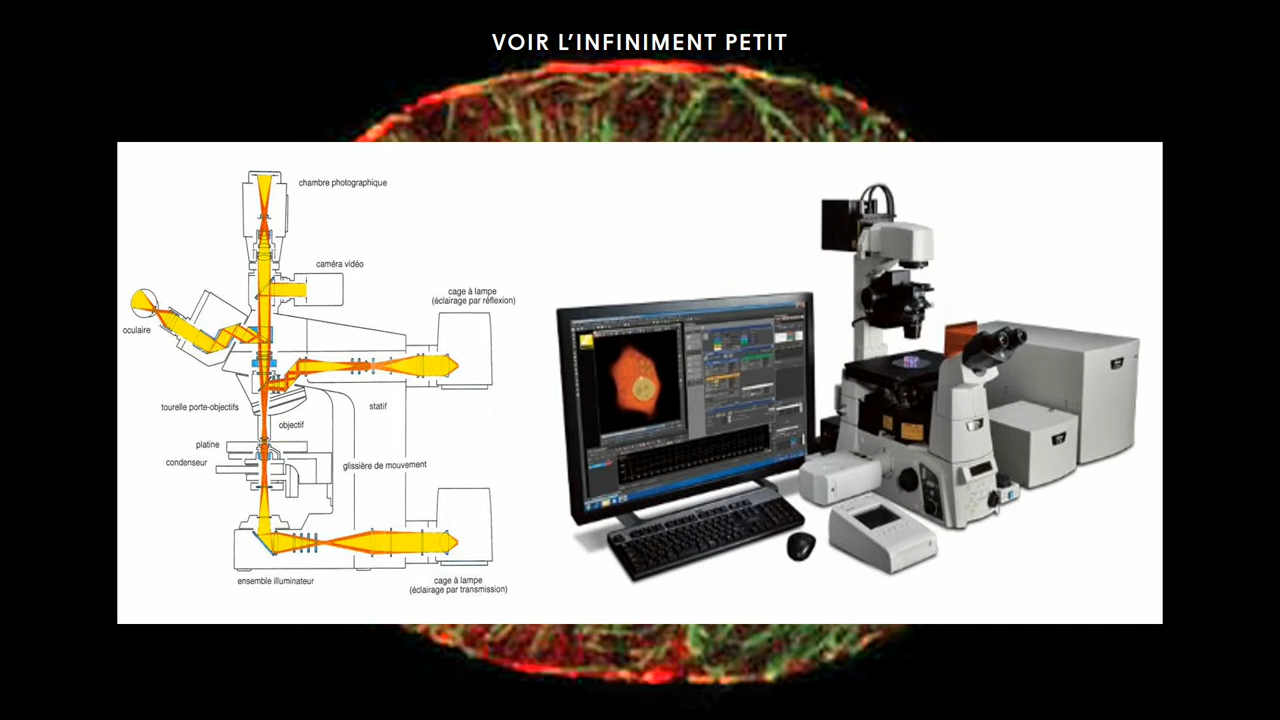 VOIR L'INFINIMENT PETIT
chambre photographique
caméra vidéo
cage à lampe
(éclairage par réflexion)
oculaire
tourelle porte-objectifs
statif
objectif
platine
condenseur
glissière de mouvement
ensemble illuminateur
cage à lampe
(éclairage par transmission)